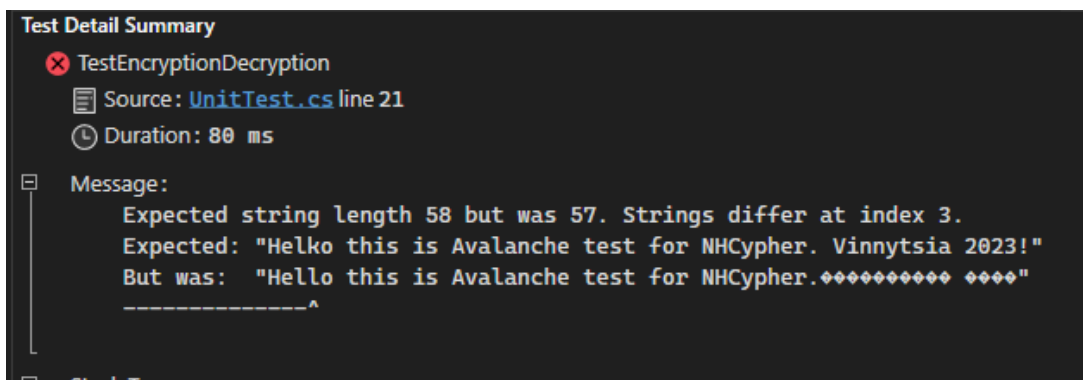 Test Detail Summary
TestEncryptionDecryption
Source: UnitTest.cs line 21
Duration: 80 ms
Message:
Expected string length 58 but was 57. Strings differ at index 3.
Expected: "Helko this is Avalanche test for NHCypher. Vinnytsia 2023!"
But was:  "Hello this is Avalanche test for NHCypher.���������� ����"
--------------^